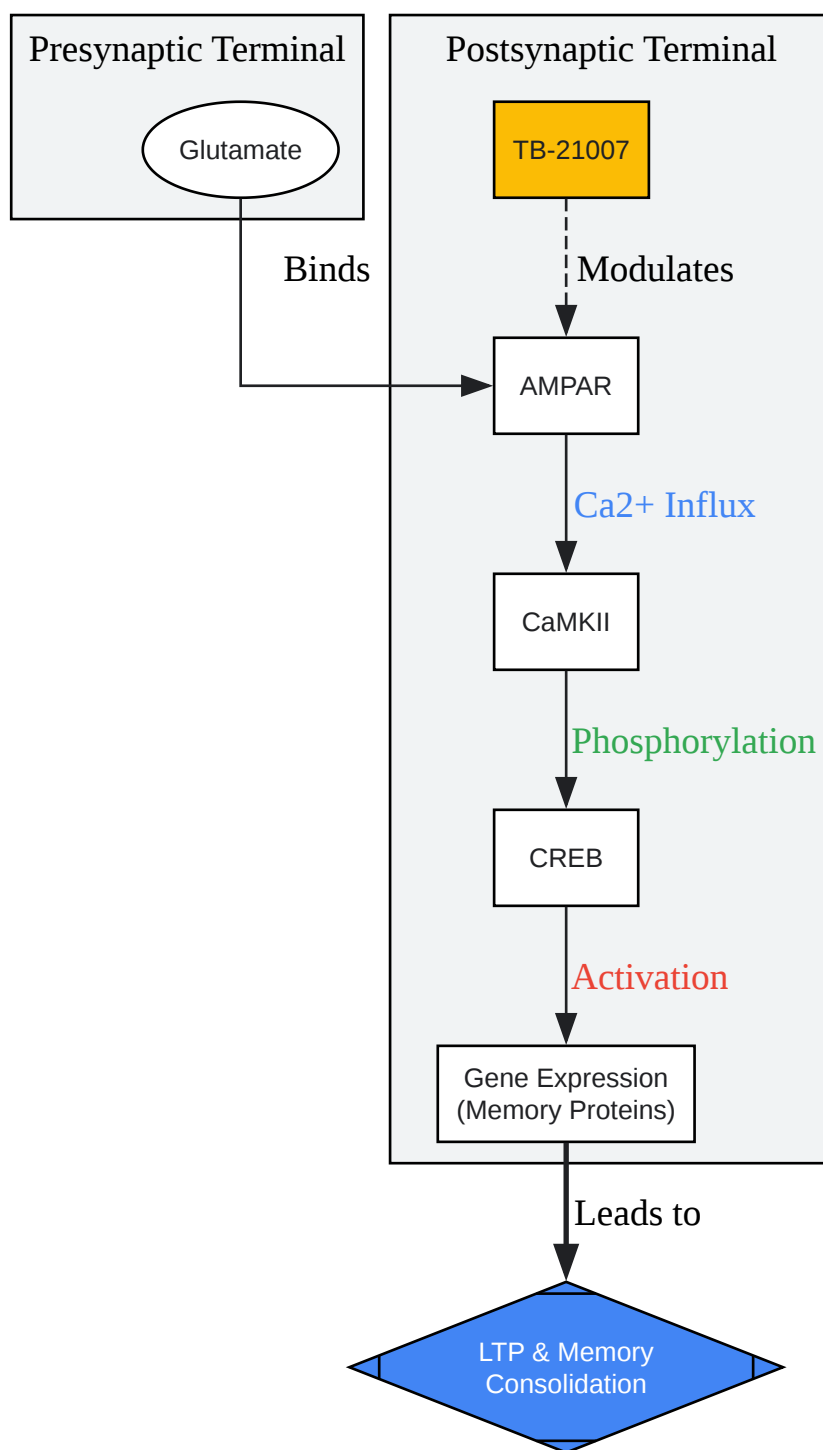 Presynaptic Terminal
Postsynaptic Terminal
Glutamate
TB-21007
Binds
Modulates
AMPAR
Ca2+ Influx
CaMKII
Phosphorylation
CREB
Activation
Gene Expression
(Memory Proteins)
Leads to
LTP & Memory
Consolidation